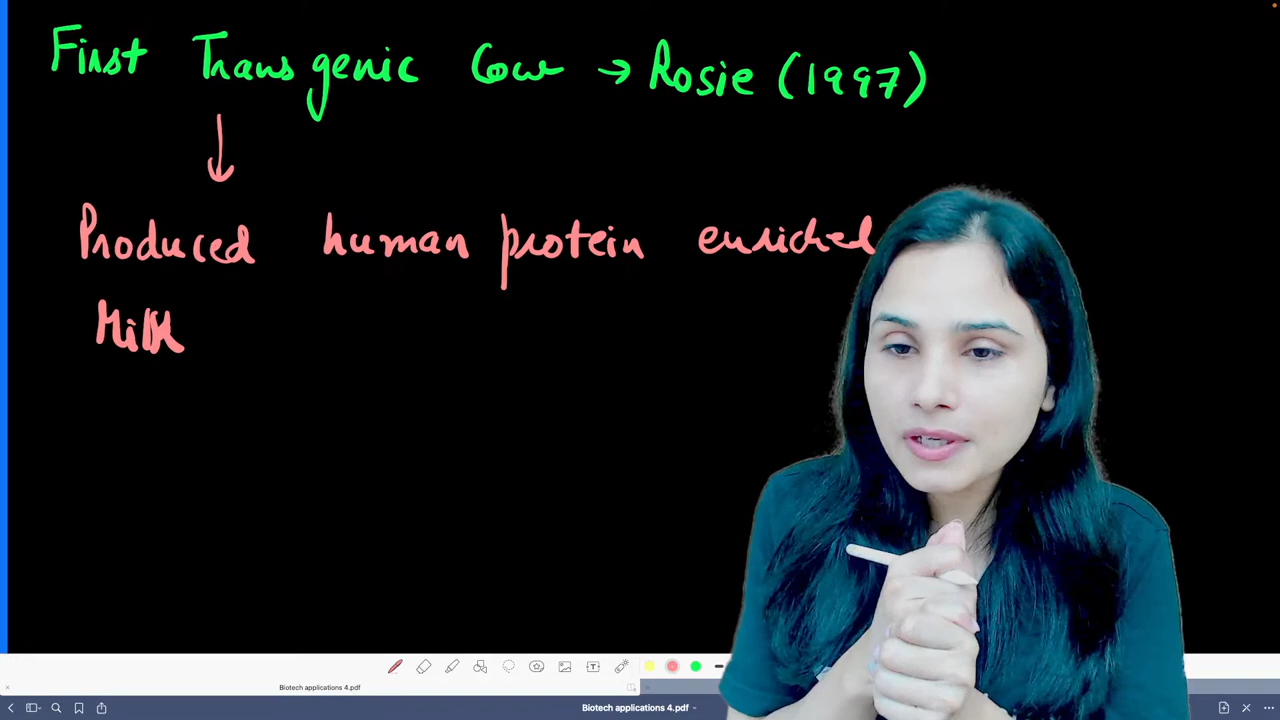 First Transgenic Cow → Rosie (1997)
↓
Produced human protein enriched
Milk
Biotech applications 4.pdf
Biotech applications 4.pdf